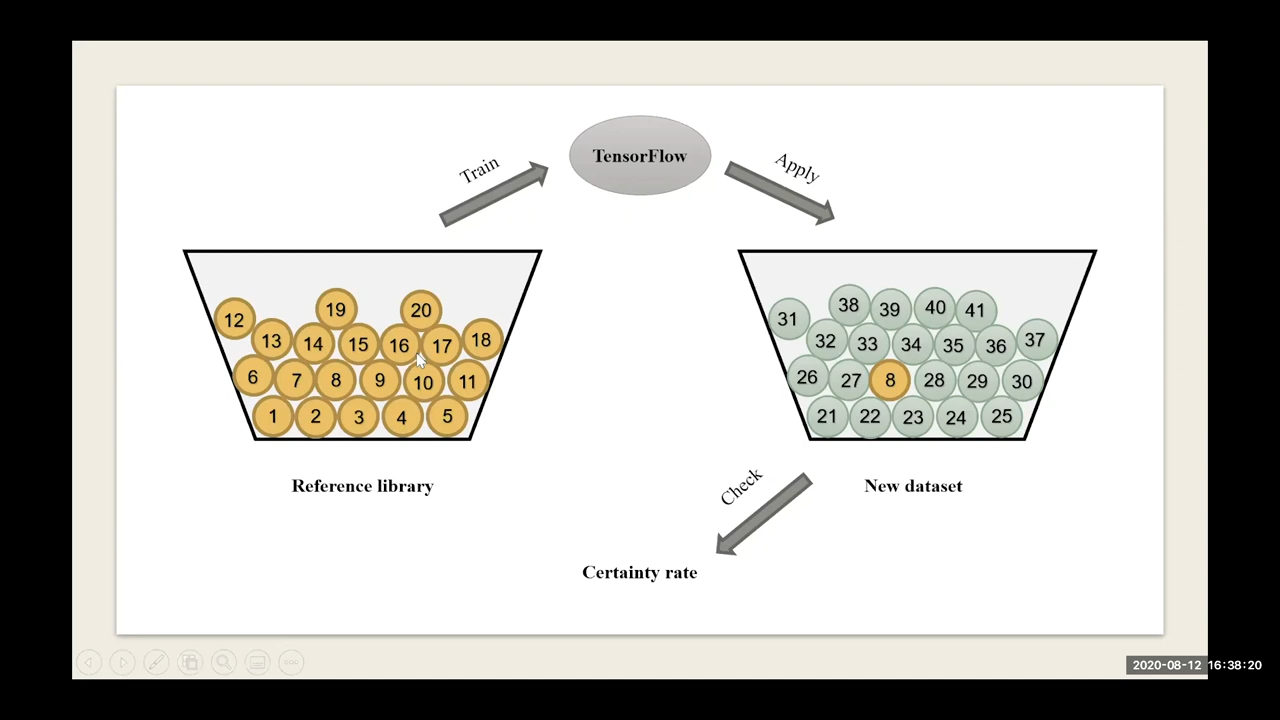 TensorFlow
Train
Apply
19 20
12
13 14 15 16 17 18
6 7 8 9 10 11
1 2 3 4 5
Reference library
38 39 40 41
31
32 33 34 35 36 37
26 27 8 28 29 30
21 22 23 24 25
New dataset
Check
Certainty rate
2020-08-12 16:38:20